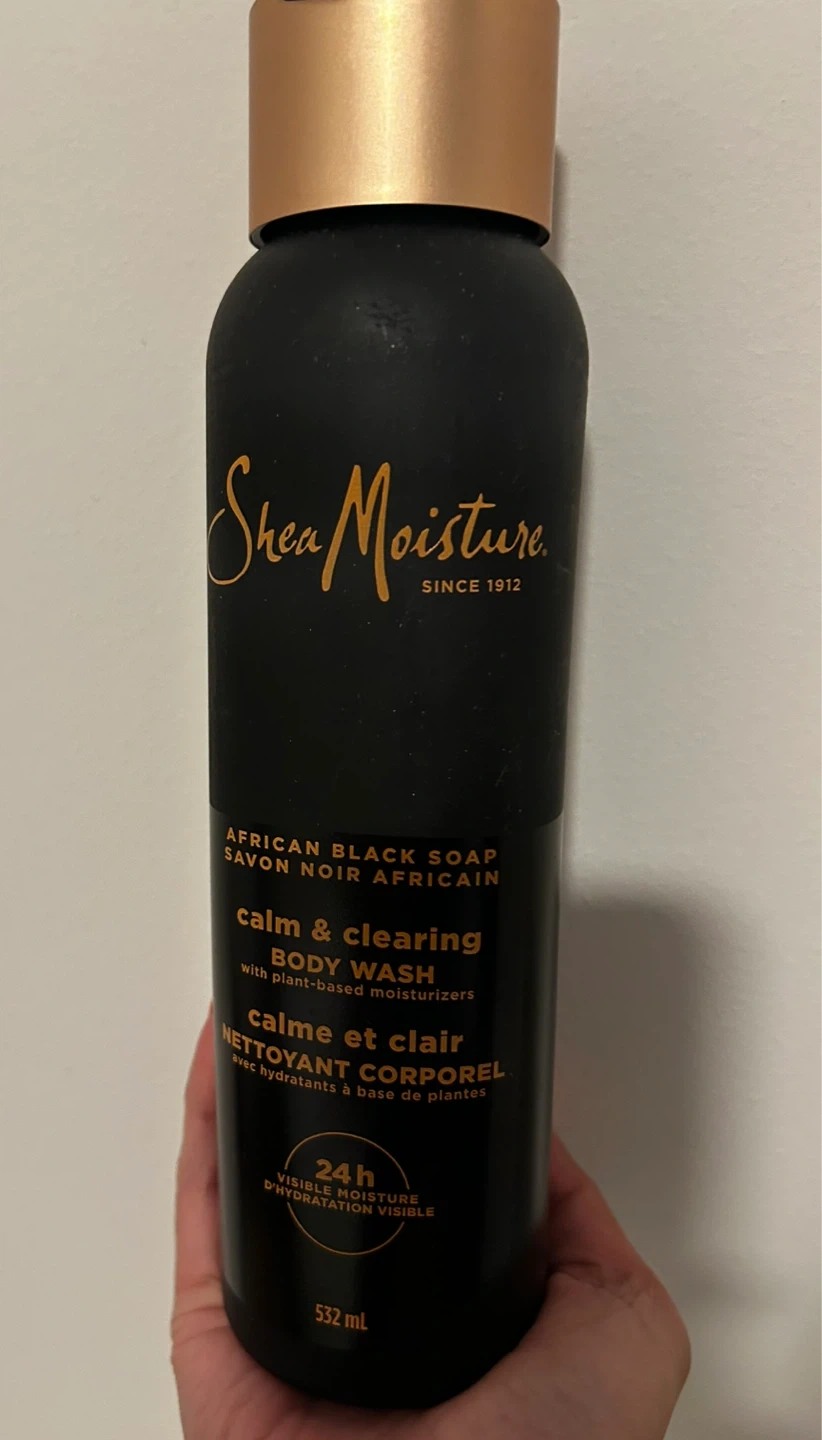 SheaMoisture®
SINCE 1912
AFRICAN BLACK SOAP
SAVON NOIR AFRICAIN
calm & clearing
BODY WASH
with plant-based moisturizers
calme et clair
NETTOYANT CORPOREL
avec hydratants à base de plantes
24h
VISIBLE MOISTURE
D'HYDRATATION VISIBLE
532 mL